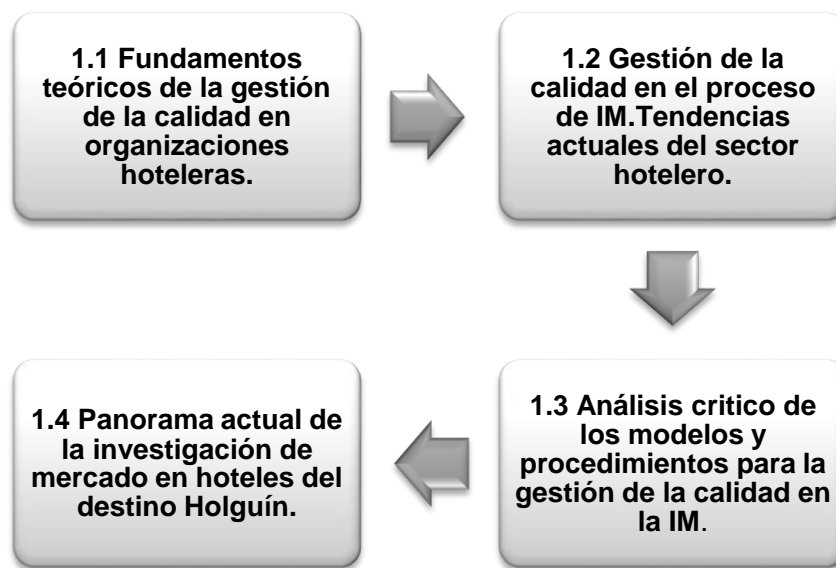 1.1 Fundamentos
teóricos de la gestión
de la calidad en
organizaciones
hoteleras.
1.2 Gestión de la
calidad en el proceso
de IM.Tendencias
actuales del sector
hotelero.
1.3 Análisis critico de
los modelos y
procedimientos para la
gestión de la calidad en
la IM.
1.4 Panorama actual de
la investigación de
mercado en hoteles del
destino Holguín.